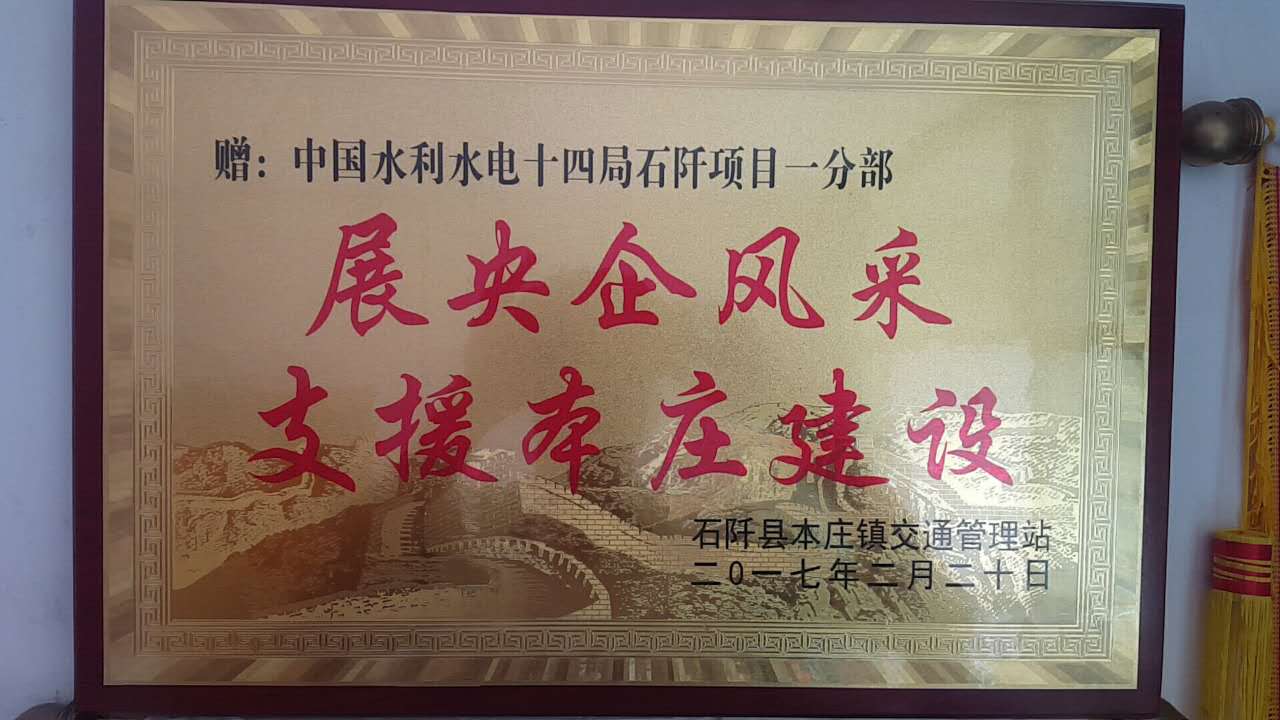 赠：中国水利水电十四局石阡项目一分部
展央企风采
支援本庄建设
石阡县本庄镇交通管理站
二0一七年二月二十日